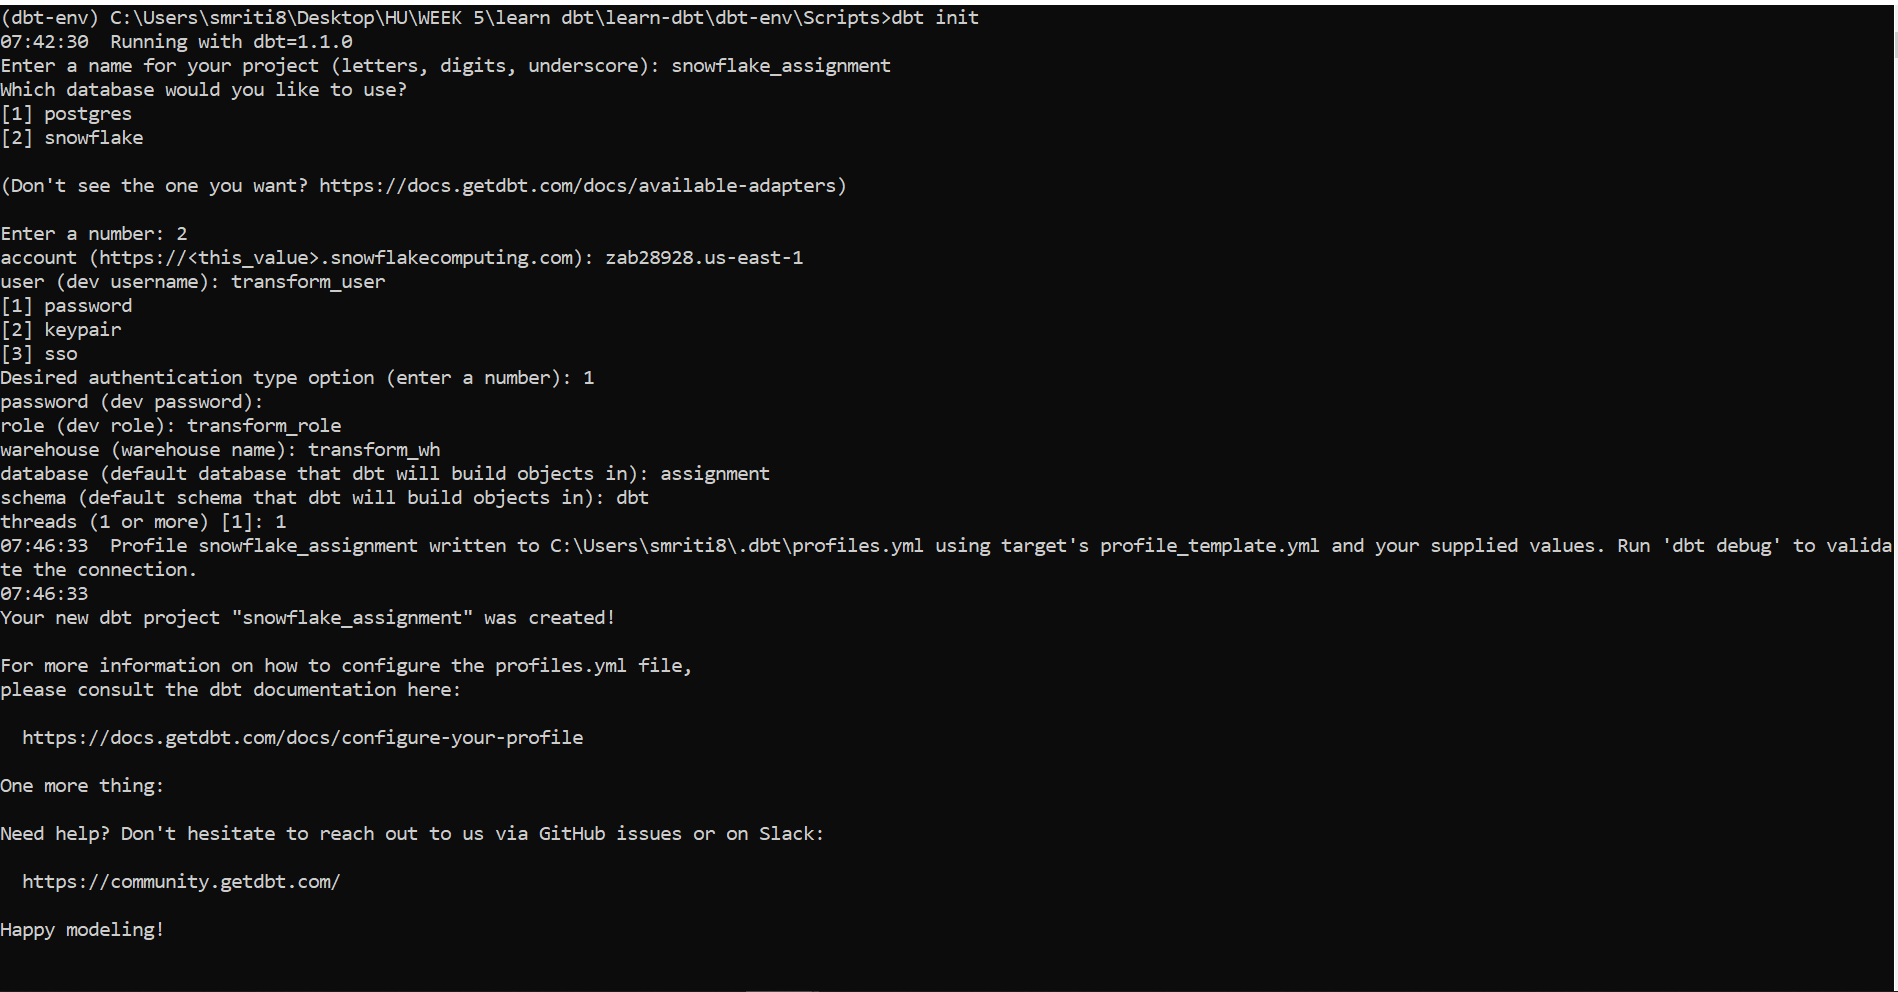 (dbt-env) C:\Users\smriti8\Desktop\HU\WEEK 5\learn dbt\learn-dbt\dbt-env\Scripts>dbt init
07:42:30  Running with dbt=1.1.0
Enter a name for your project (letters, digits, underscore): snowflake_assignment
Which database would you like to use?
[1] postgres
[2] snowflake
(Don't see the one you want? https://docs.getdbt.com/docs/available-adapters)
Enter a number: 2
account (https://<this_value>.snowflakecomputing.com): zab28928.us-east-1
user (dev username): transform_user
[1] password
[2] keypair
[3] sso
Desired authentication type option (enter a number): 1
password (dev password):
role (dev role): transform_role
warehouse (warehouse name): transform_wh
database (default database that dbt will build objects in): assignment
schema (default schema that dbt will build objects in): dbt
threads (1 or more) [1]: 1
07:46:33  Profile snowflake_assignment written to C:\Users\smriti8\.dbt\profiles.yml using target's profile_template.yml and your supplied values. Run 'dbt debug' to valida
te the connection.
07:46:33
Your new dbt project "snowflake_assignment" was created!
For more information on how to configure the profiles.yml file,
please consult the dbt documentation here:
https://docs.getdbt.com/docs/configure-your-profile
One more thing:
Need help? Don't hesitate to reach out to us via GitHub issues or on Slack:
https://community.getdbt.com/
Happy modeling!